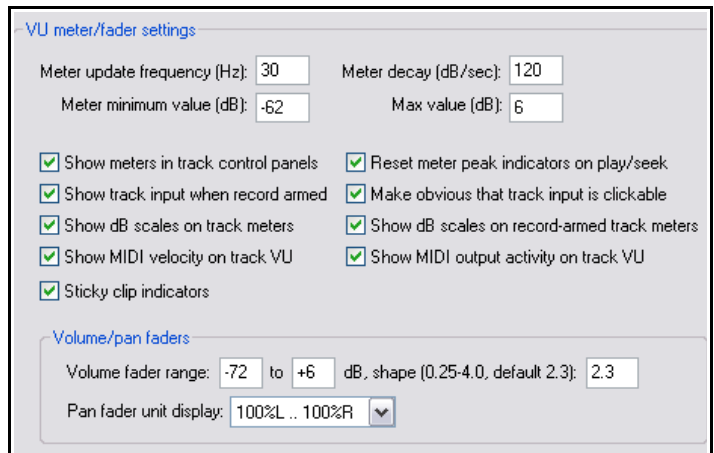 VU meter/fader settings
Meter update frequency (Hz): 30 Meter decay (dB/sec): 120
Meter minimum value (dB): -62 Max value (dB): 6
Show meters in track control panels Reset meter peak indicators on play/seek
Show track input when record armed Make obvious that track input is clickable
Show dB scales on track meters Show dB scales on record-armed track meters
Show MIDI velocity on track VU Show MIDI output activity on track VU
Sticky clip indicators
Volume/pan faders
Volume fader range: -72 to +6 dB, shape (0.25-4.0, default 2.3): 2.3
Pan fader unit display: 100%L .. 100%R